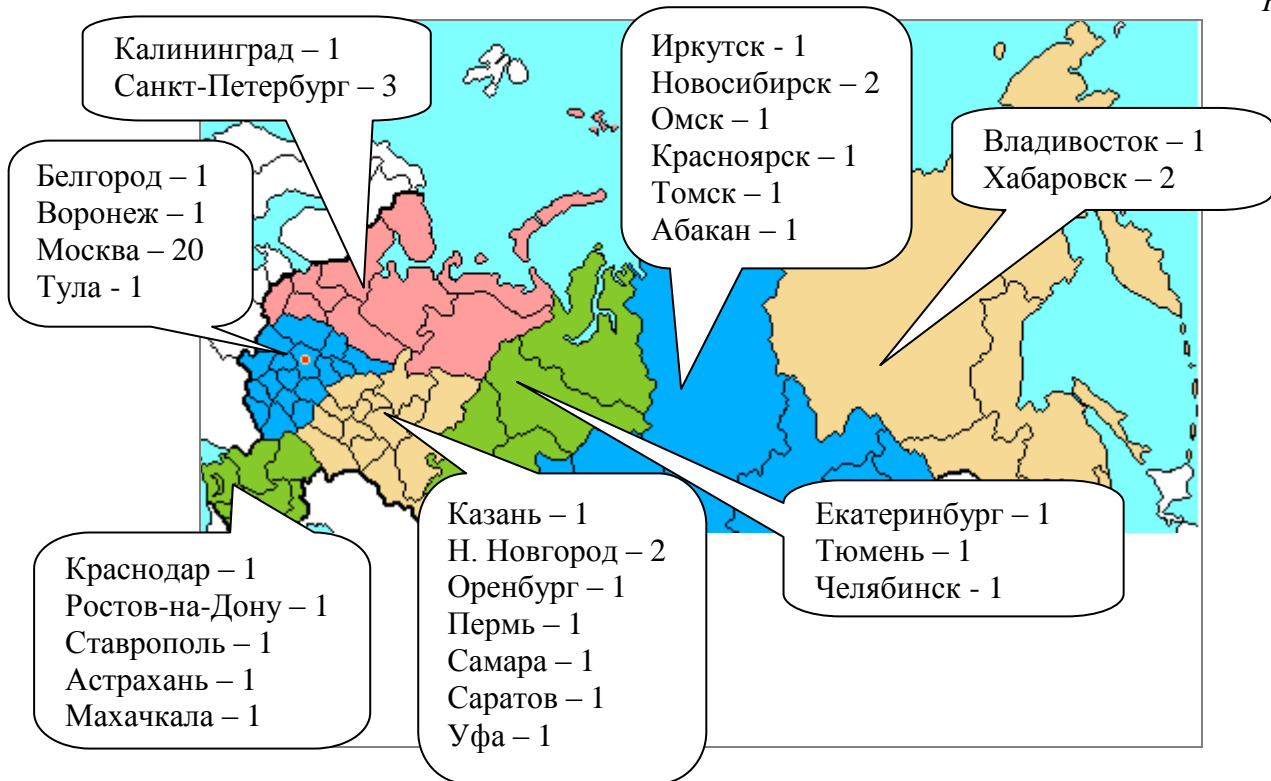 Калининград – 1
Санкт-Петербург – 3
Иркутск - 1
Новосибирск – 2
Омск – 1
Красноярск – 1
Томск – 1
Абакан – 1
Владивосток – 1
Хабаровск – 2
Белгород – 1
Воронеж – 1
Москва – 20
Тула - 1
Краснодар – 1
Ростов-на-Дону – 1
Ставрополь – 1
Астрахань – 1
Махачкала – 1
Казань – 1
Н. Новгород – 2
Оренбург – 1
Пермь – 1
Самара – 1
Саратов – 1
Уфа – 1
Екатеринбург – 1
Тюмень – 1
Челябинск - 1